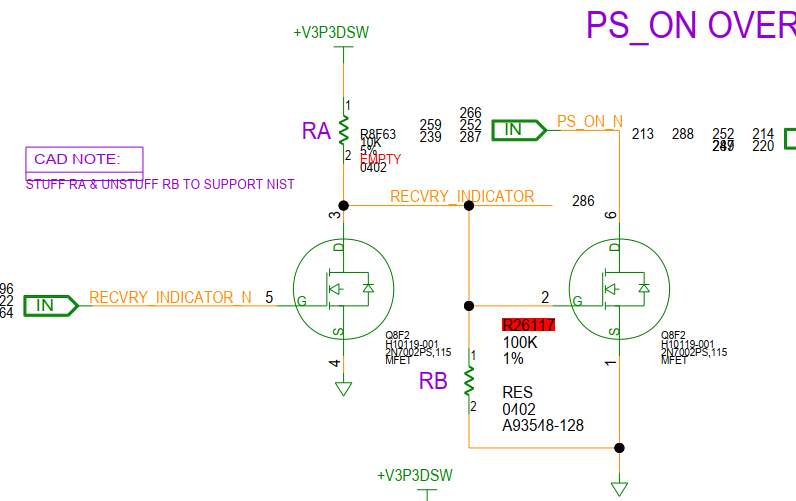 PS_ON OVER
+V3P3DSW
1
RA
R8F63
10K
5%
EMPTY
0402
2
266
259 252
239 287
IN
PS_ON_N
213 288 252 214
220
CAD NOTE:
STUFF RA & UNSTUFF RB TO SUPPORT NIST
RECVRY_INDICATOR
286
3
6
D
D
96
22
64
IN
RECVRY_INDICATOR_N
5
G
2
G
S
S
Q8F2
H10119-001
2N7002PS,115
MFET
Q8F2
H10119-001
2N7002PS,115
MFET
4
1
R26117
100K
1%
1
RB
2
RES
0402
A93548-128
+V3P3DSW